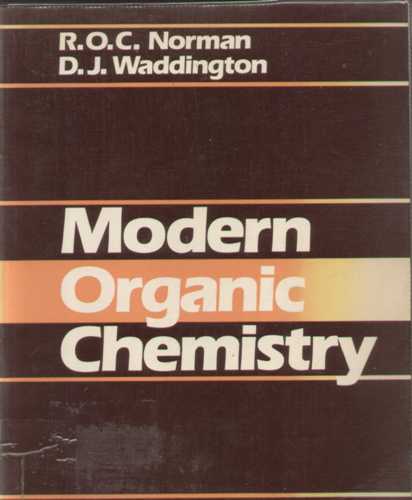 R.O.C. Norman
D.J. Waddington
Modern
Organic
Chemistry